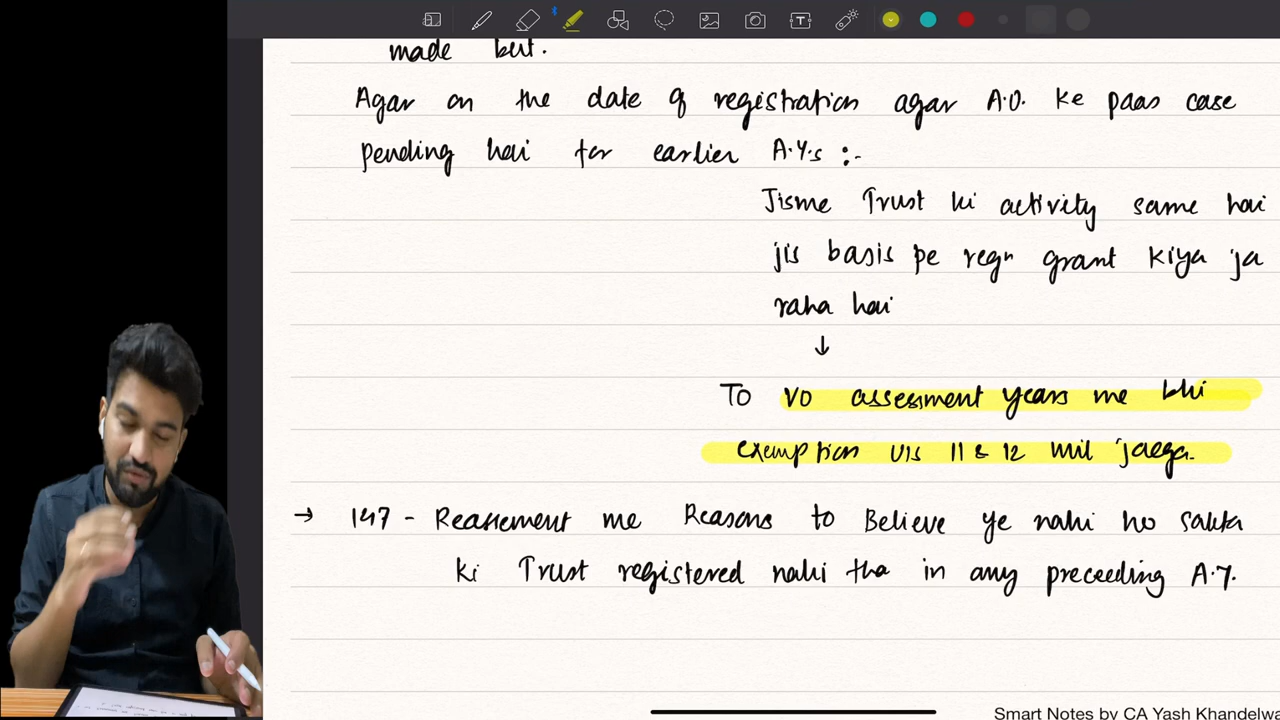 made but.
Agar on the date of registration agar A.O. ke paas case
pending hai for earlier A.Y.s :-
Jisme Trust ki activity same hai
jis basis pe regn grant kiya ja
raha hai
↓
To vo assessment years me bhi
exemption u/s 11 & 12 mil jaega.
→ 147 - Reassement me Reasons to Believe ye nahi ho sakta
ki Trust registered nahi tha in any preceeding A.Y.
Smart Notes by CA Yash Khandelwa